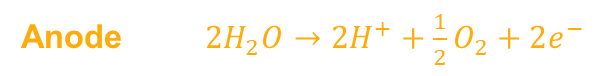 Anode 2H₂O → 2H⁺ + ½O₂ + 2e⁻